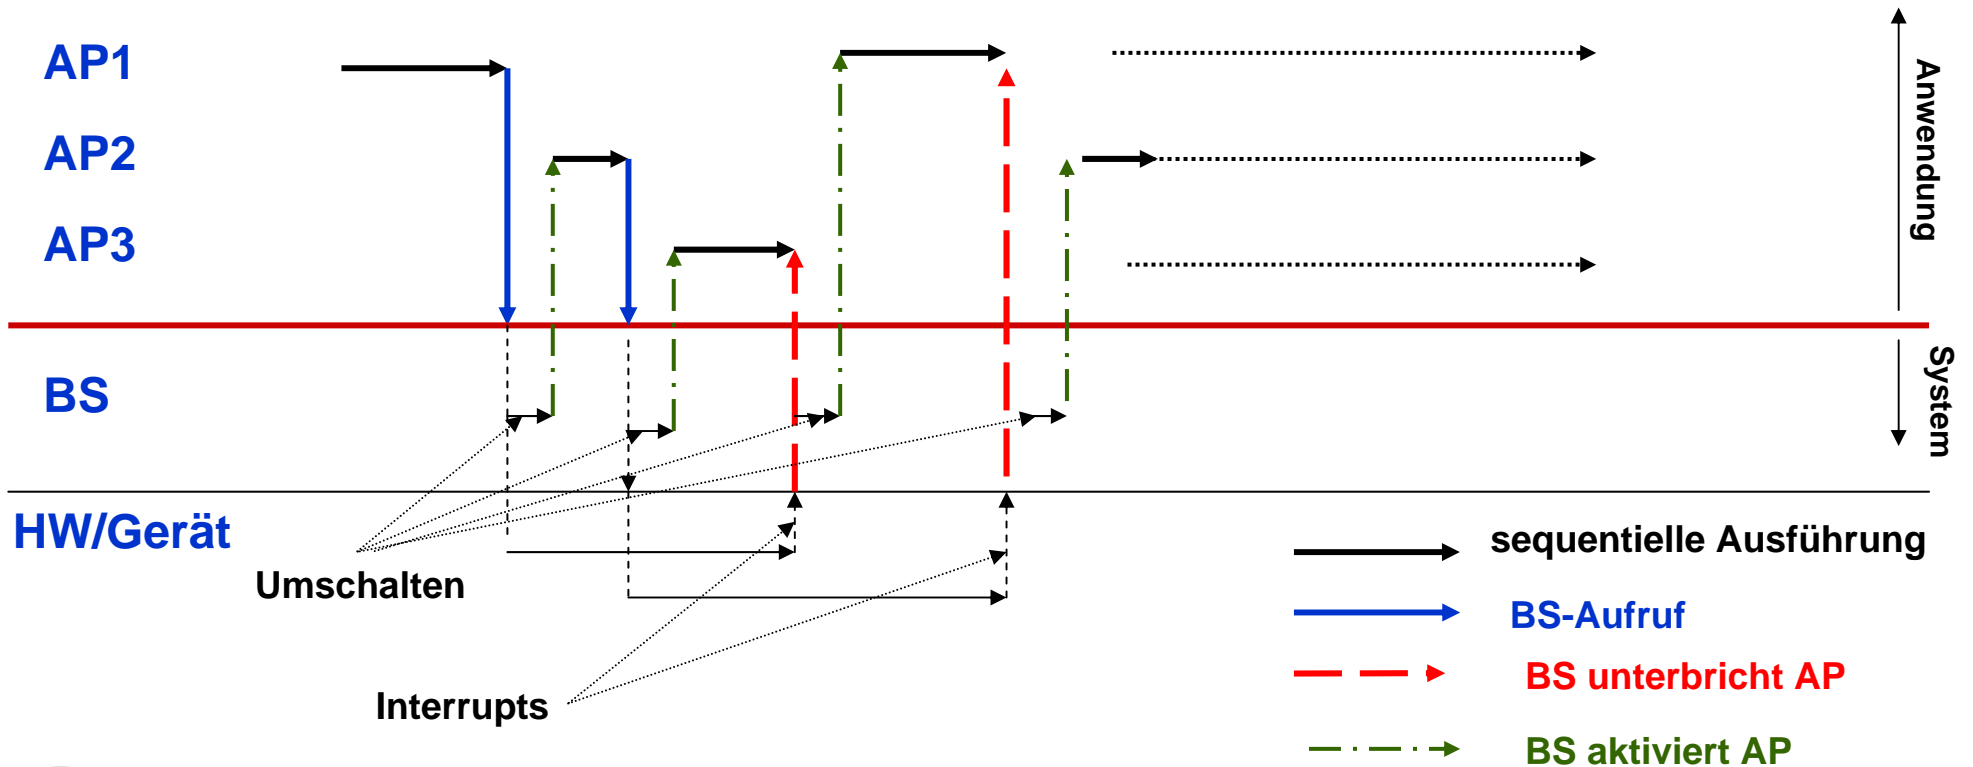 AP1
AP2
AP3
BS
HW/Gerät
Umschalten
Interrupts
Anwendung
System
sequentielle Ausführung
BS-Aufruf
BS unterbricht AP
BS aktiviert AP